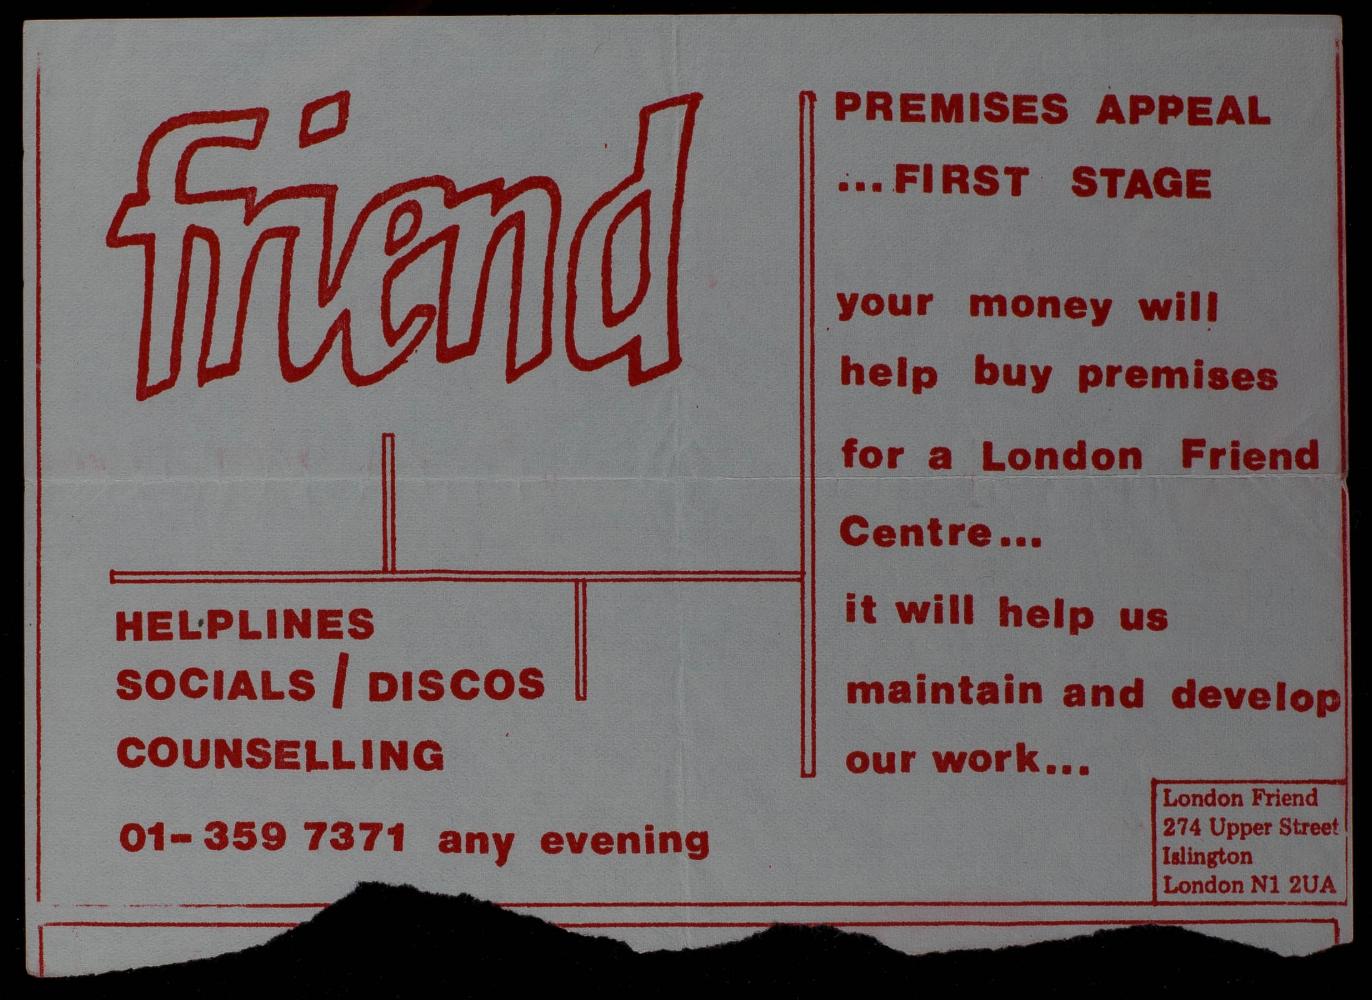 friend
HELPLINES
SOCIALS / DISCOS
COUNSELLING
01-359 7371 any evening
PREMISES APPEAL
...FIRST STAGE
your money will
help buy premises
for a London Friend
Centre...
it will help us
maintain and develop
our work...
London Friend
274 Upper Street
Islington
London N1 2UA